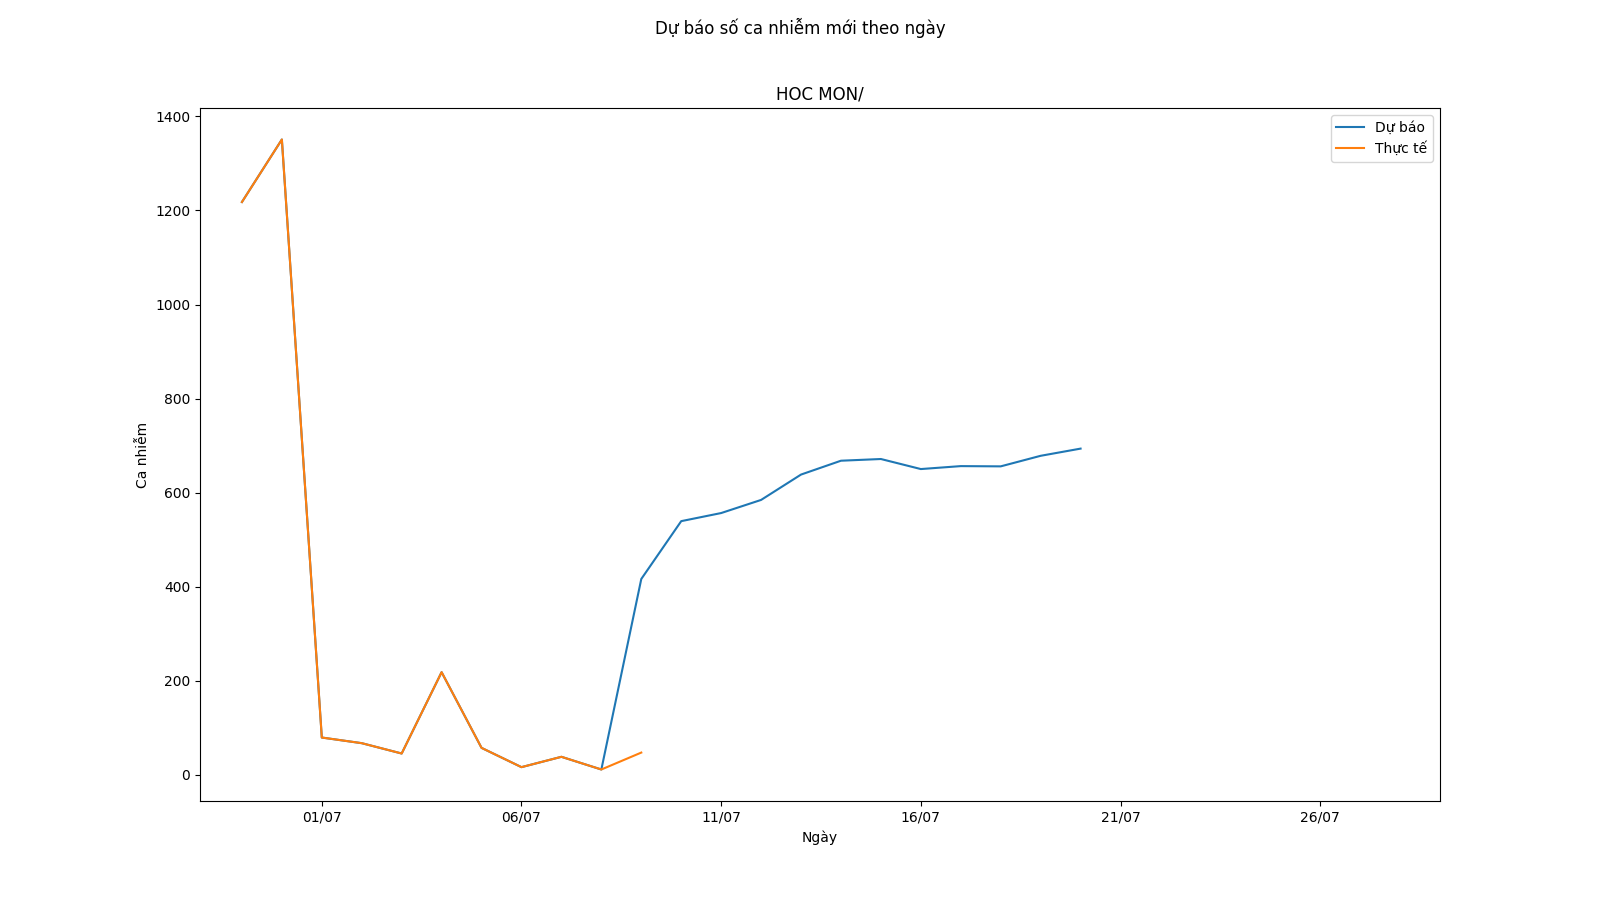 Dự báo số ca nhiễm mới theo ngày
HOC MON/
Dự báo
Thực tế
1400
1200
1000
800
600
400
200
0
Ca nhiễm
01/07
06/07
11/07
16/07
21/07
26/07
Ngày